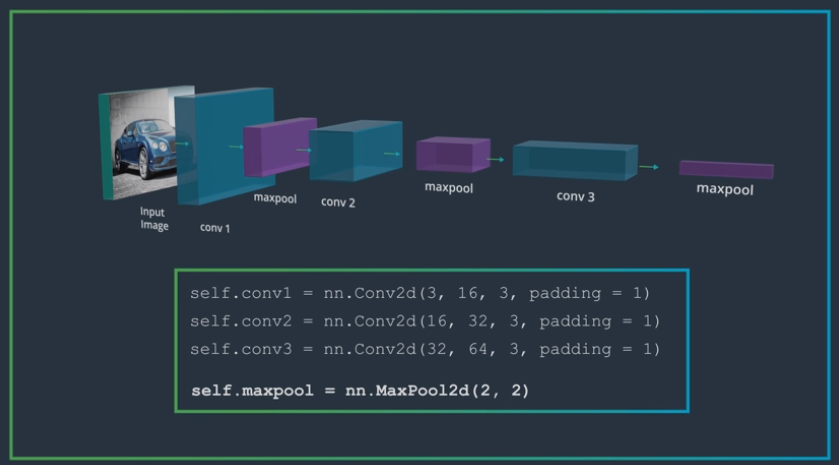 Input
Image
conv 1
maxpool
conv 2
maxpool
conv 3
maxpool
self.conv1 = nn.Conv2d(3, 16, 3, padding = 1)
self.conv2 = nn.Conv2d(16, 32, 3, padding = 1)
self.conv3 = nn.Conv2d(32, 64, 3, padding = 1)
self.maxpool = nn.MaxPool2d(2, 2)